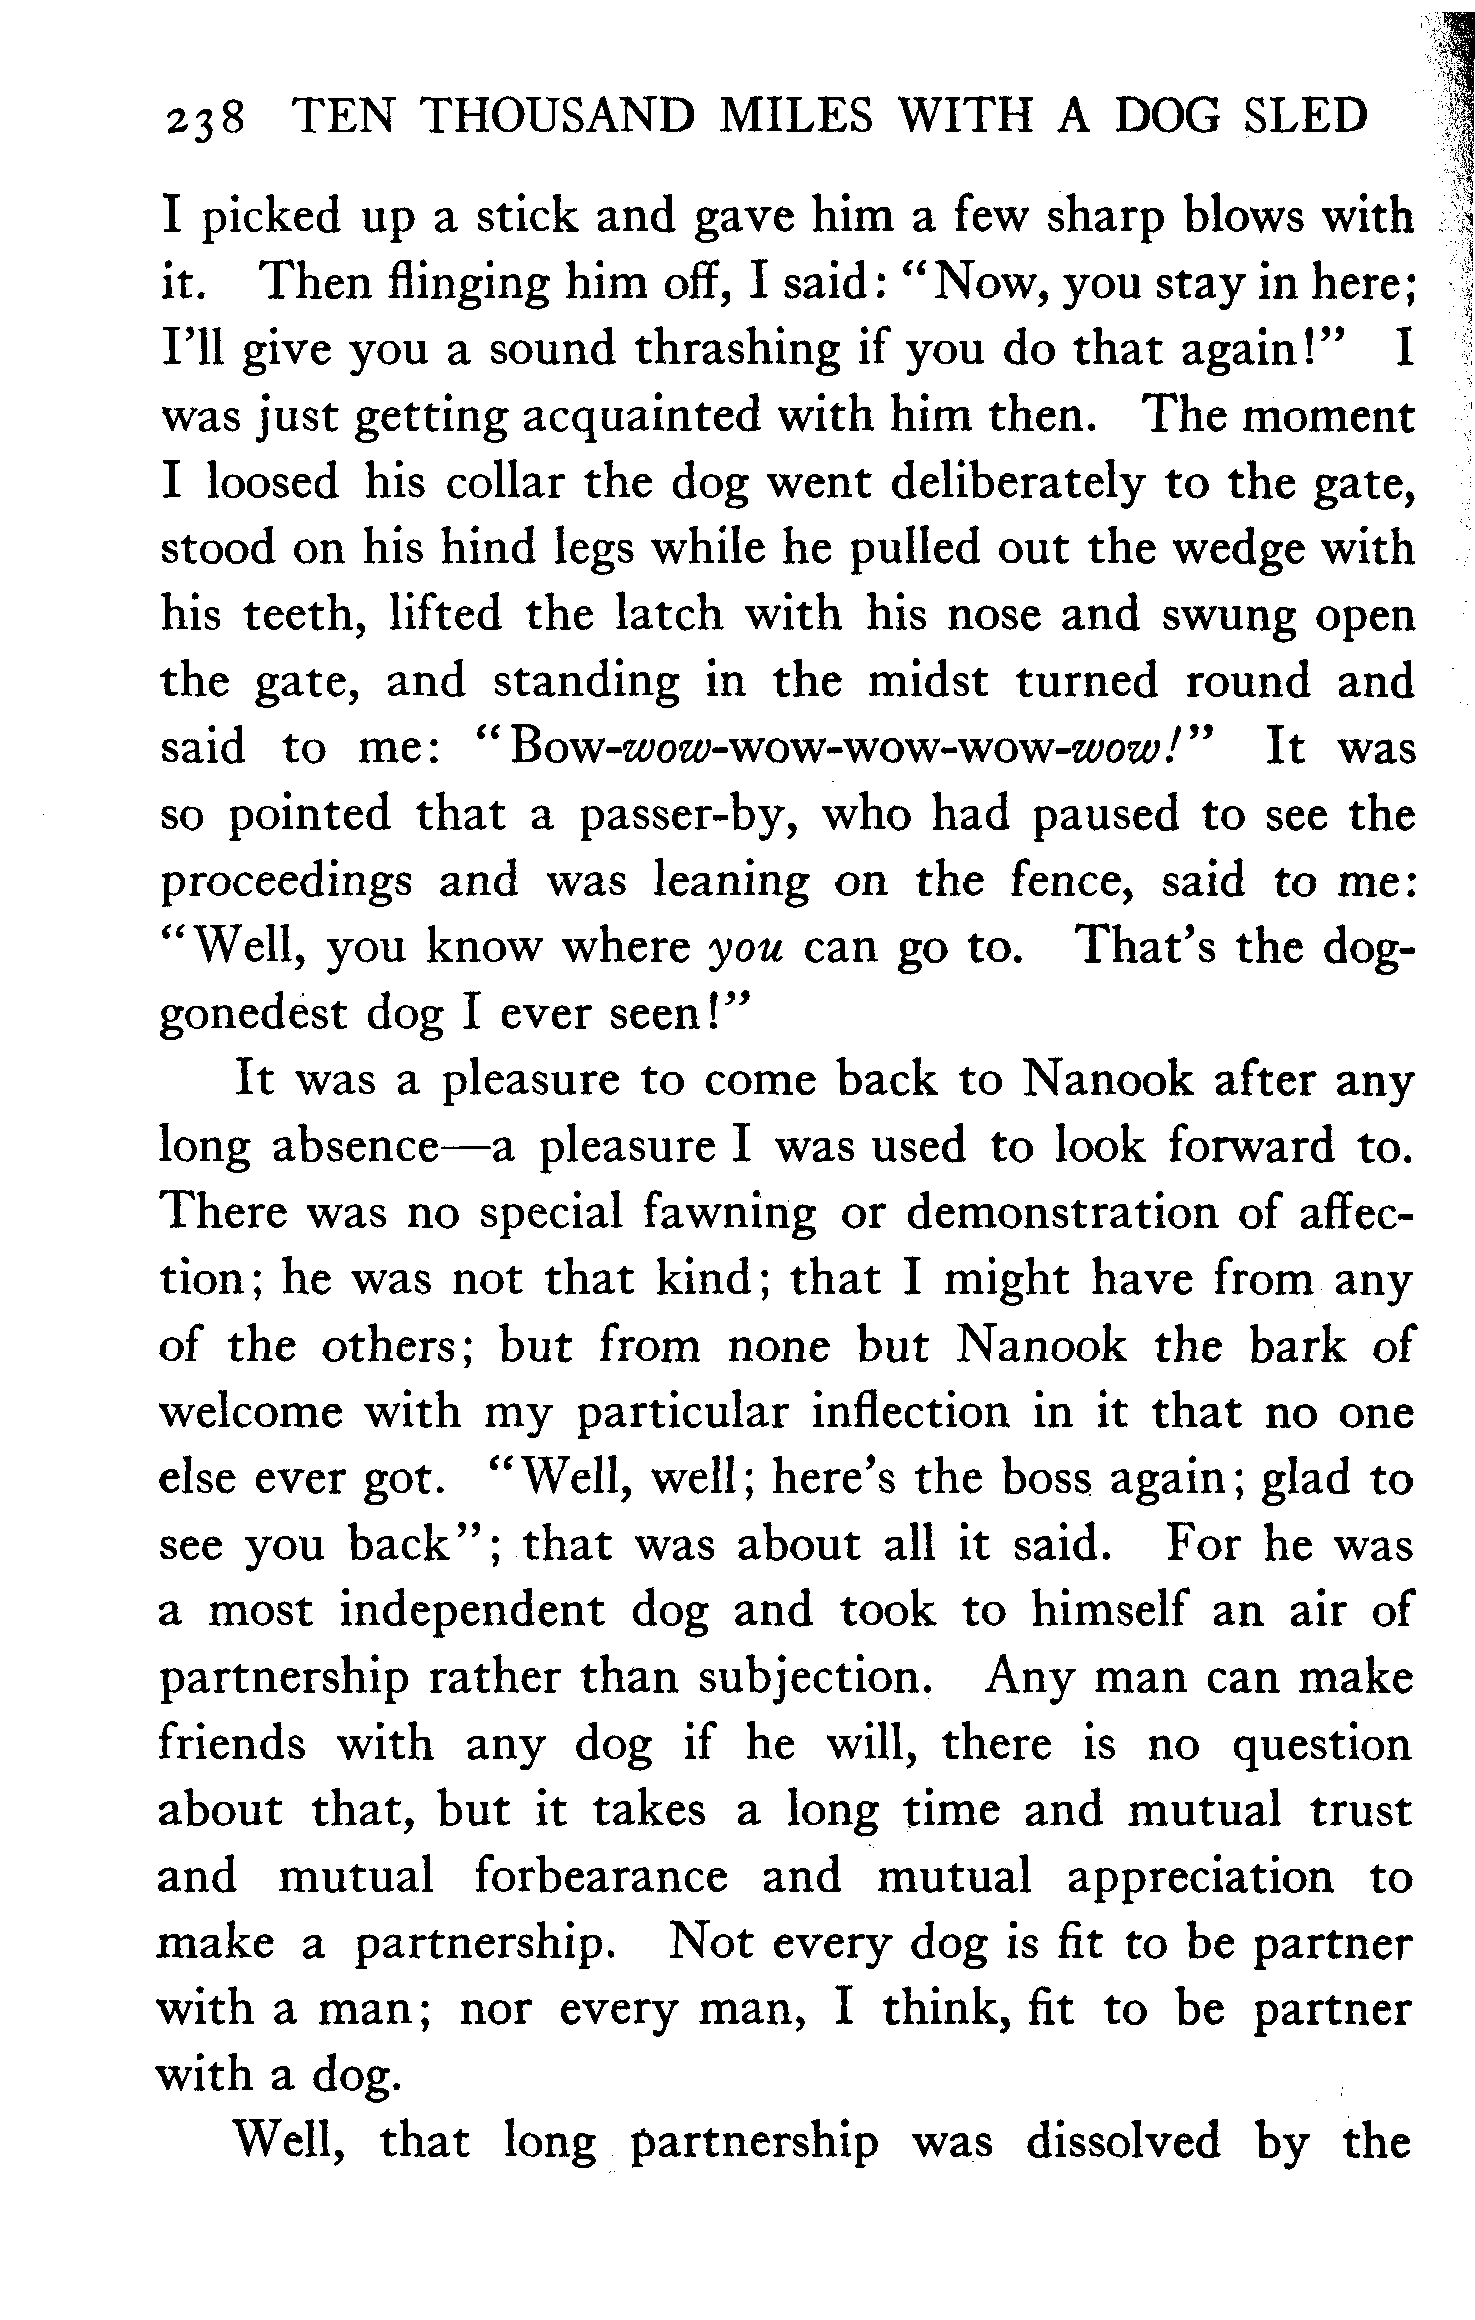 238 TEN THOUSAND MILES WITH A DOG SLED
I picked up a stick and gave him a few sharp blows with
it. Then flinging him off, I said: "Now, you stay in here;
I'll give you a sound thrashing if you do that again!" I
was just getting acquainted with him then. The moment
I loosed his collar the dog went deliberately to the gate,
stood on his hind legs while he pulled out the wedge with
his teeth, lifted the latch with his nose and swung open
the gate, and standing in the midst turned round and
said to me: "Bow-wow-wow-wow-wow-wow!" It was
so pointed that a passer-by, who had paused to see the
proceedings and was leaning on the fence, said to me:
"Well, you know where you can go to. That's the dog-
gonedest dog I ever seen!"
It was a pleasure to come back to Nanook after any
long absence—a pleasure I was used to look forward to.
There was no special fawning or demonstration of affec-
tion; he was not that kind; that I might have from any
of the others; but from none but Nanook the bark of
welcome with my particular inflection in it that no one
else ever got. "Well, well; here's the boss again; glad to
see you back"; that was about all it said. For he was
a most independent dog and took to himself an air of
partnership rather than subjection. Any man can make
friends with any dog if he will, there is no question
about that, but it takes a long time and mutual trust
and mutual forbearance and mutual appreciation to
make a partnership. Not every dog is fit to be partner
with a man; nor every man, I think, fit to be partner
with a dog.
Well, that long partnership was dissolved by the